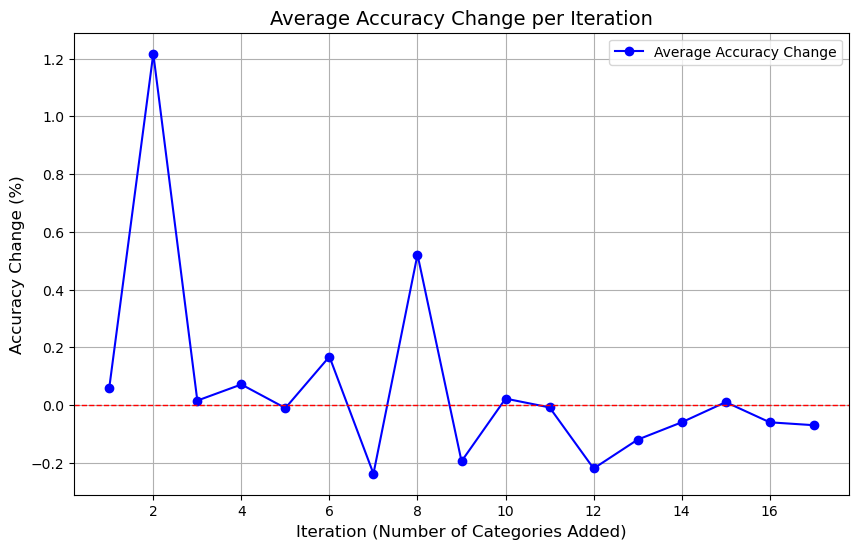 Average Accuracy Change per Iteration
Average Accuracy Change
Accuracy Change (%)
1.2
1.0
0.8
0.6
0.4
0.2
0.0
−0.2
2 4 6 8 10 12 14 16
Iteration (Number of Categories Added)